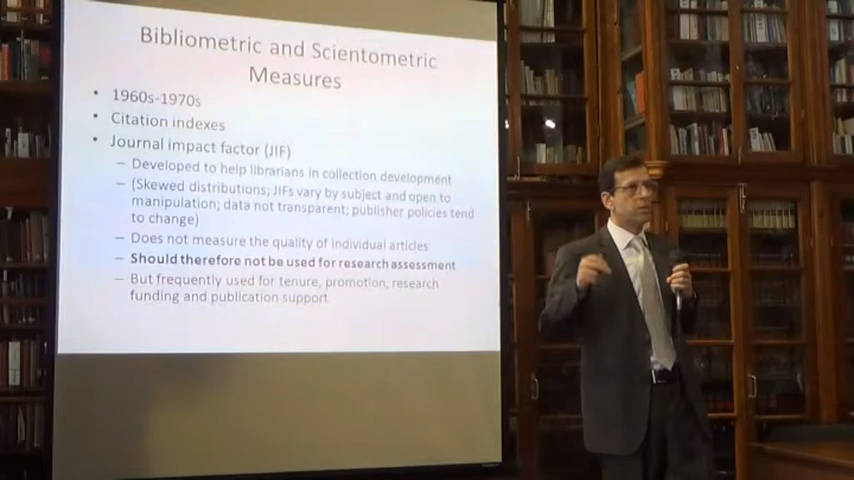 Bibliometric and Scientometric
Measures
• 1960s-1970s
• Citation indexes
• Journal impact factor (JIF)
– Developed to help librarians in collection development
– (Skewed distributions; JIFs vary by subject and open to
manipulation; data not transparent; publisher policies tend
to change)
– Does not measure the quality of individual articles
– Should therefore not be used for research assessment
– But frequently used for tenure, promotion, research
funding and publication support.